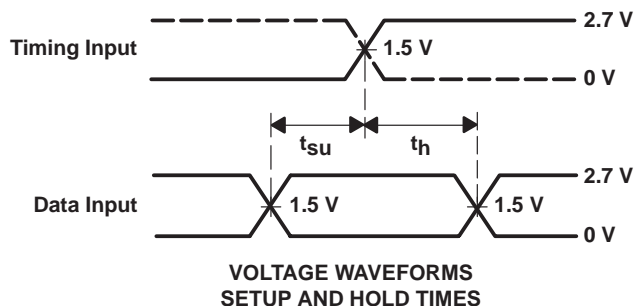 2.7 V
Timing Input
1.5 V
0 V
tsu
th
2.7 V
Data Input
1.5 V
1.5 V
0 V
VOLTAGE WAVEFORMS
SETUP AND HOLD TIMES